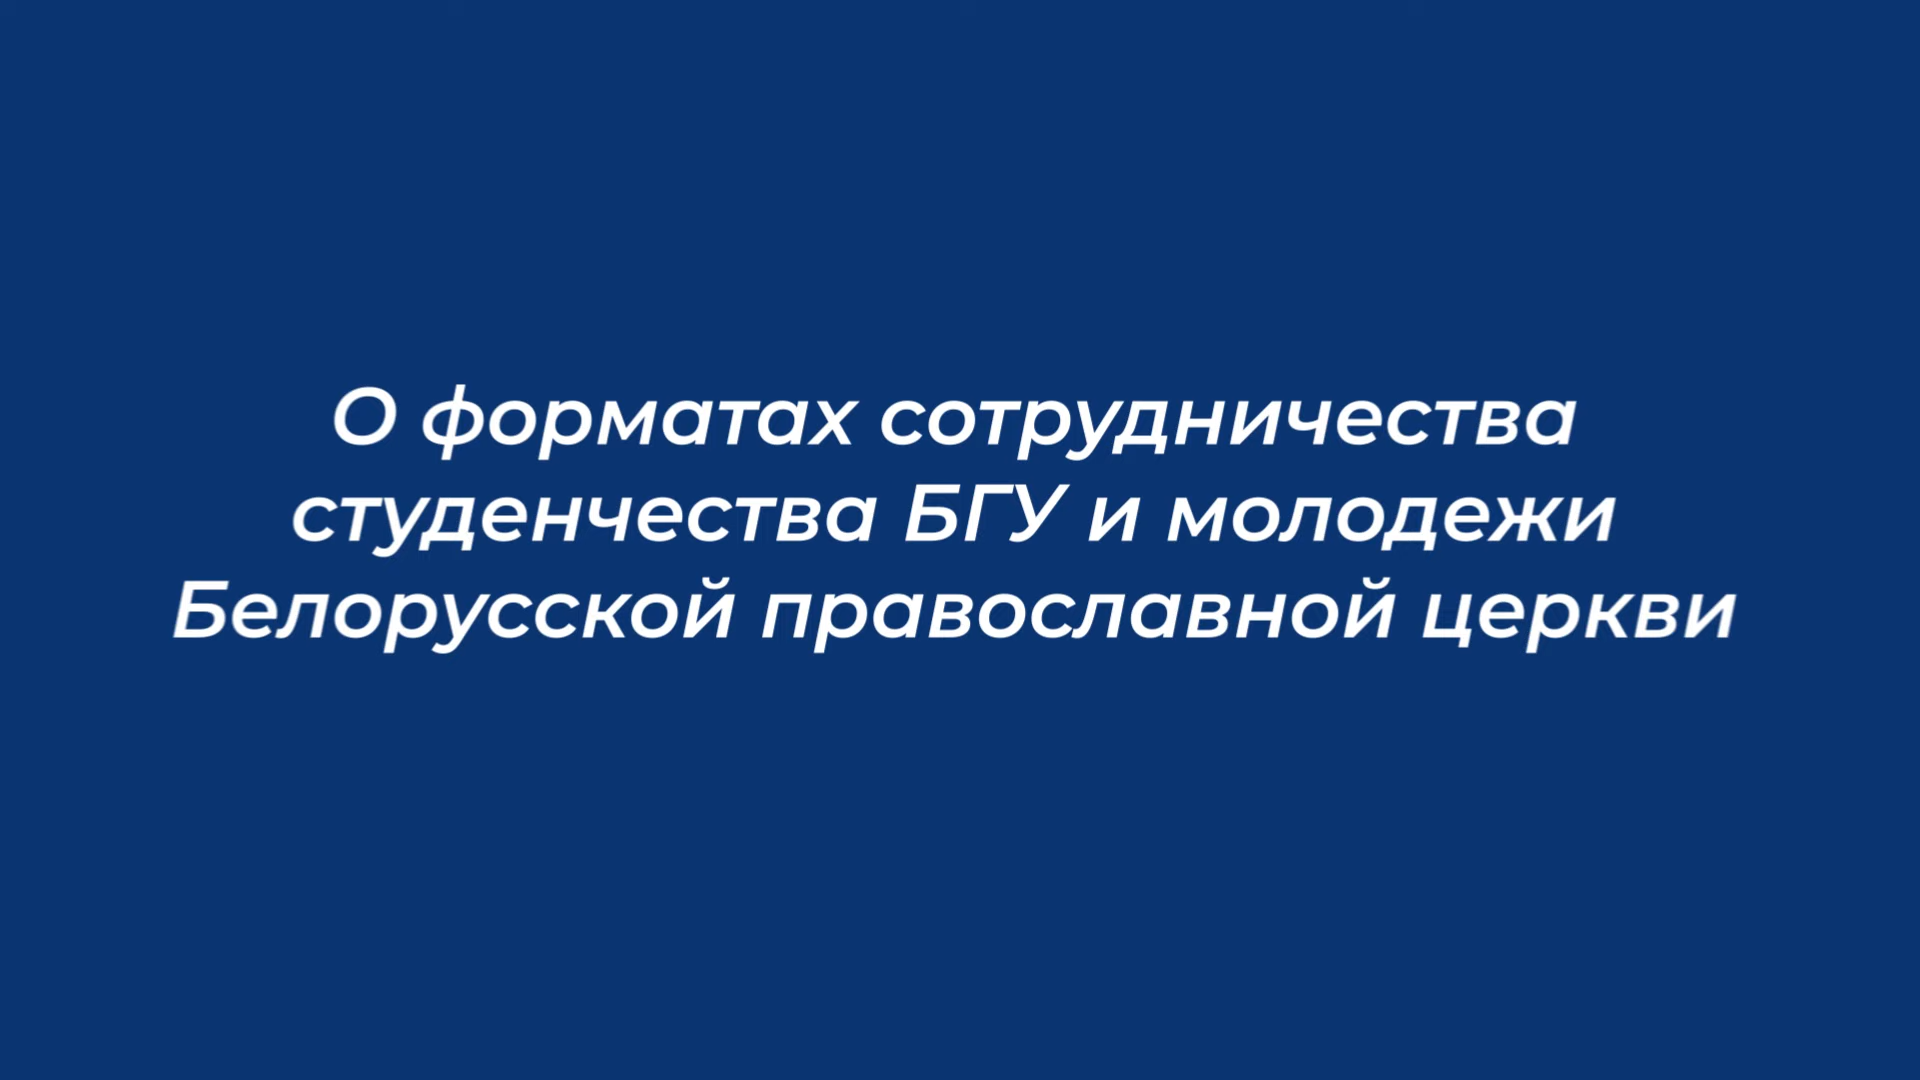 О форматах сотрудничества
студенчества БГУ и молодежи
Белорусской православной церкви